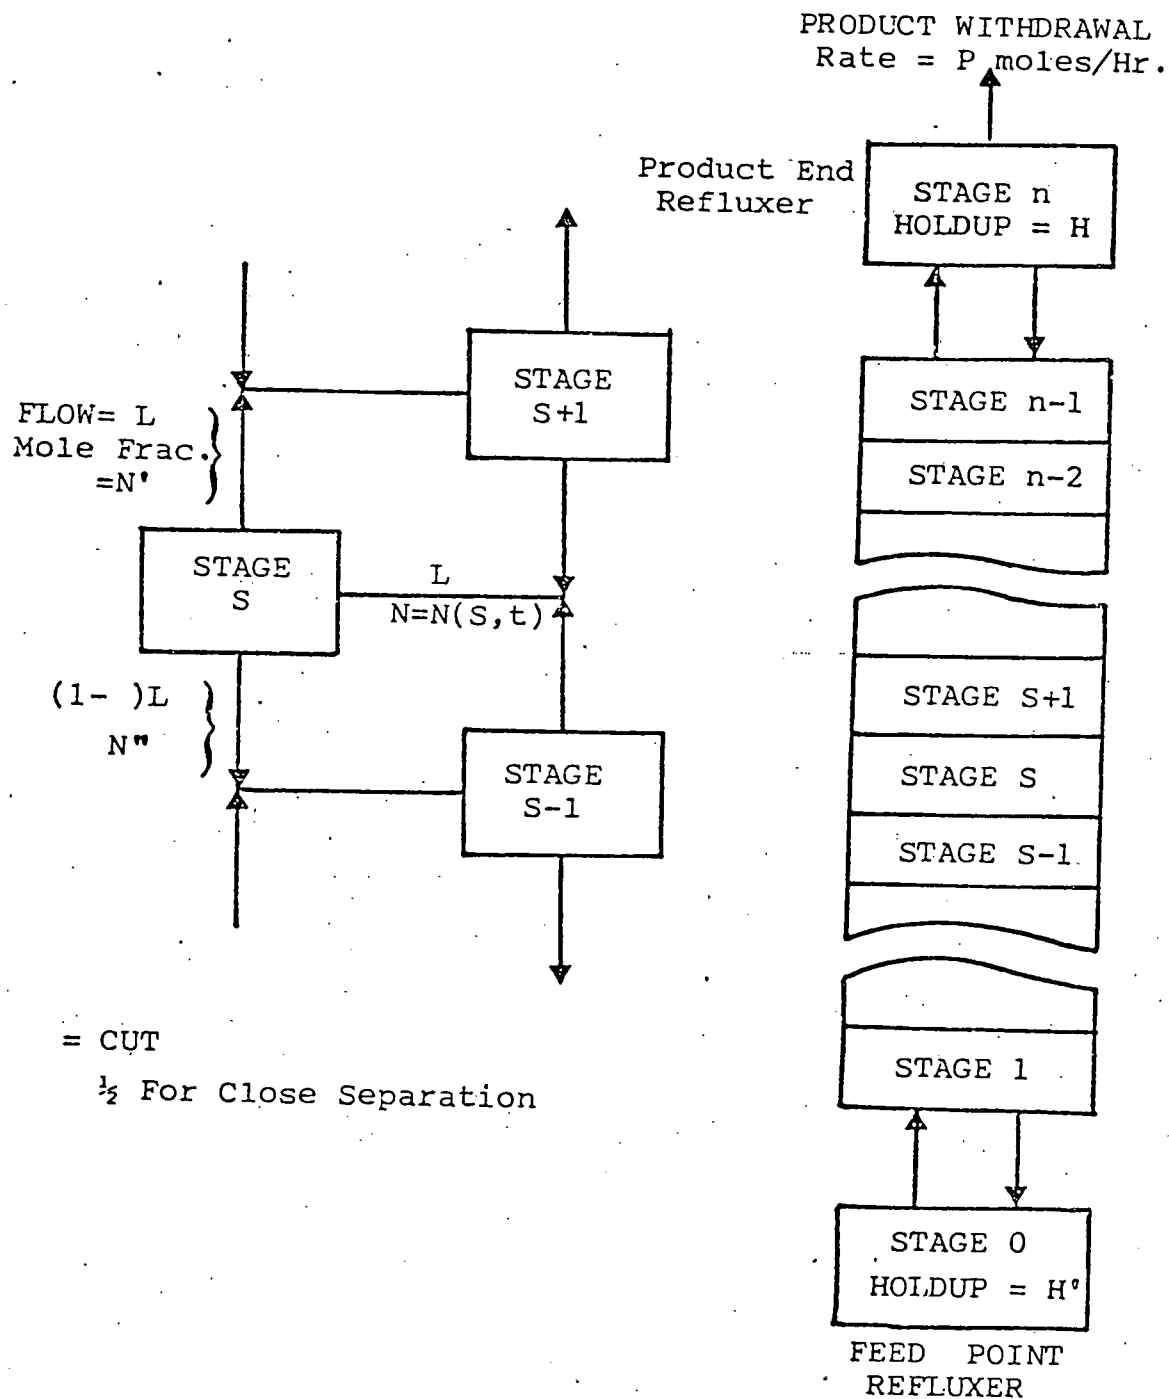 PRODUCT WITHDRAWAL
Rate = P moles/Hr.
Product End
Refluxer
STAGE n
HOLDUP = H
STAGE n-1
STAGE n-2
STAGE S+1
STAGE S
STAGE S-1
STAGE 1
STAGE 0
HOLDUP = H'
FEED POINT
REFLUXER
STAGE
S+1
FLOW= L
Mole Frac.
=N'
STAGE
S
L
N=N(S,t)
(1- )L
N"
STAGE
S-1
= CUT
½ For Close Separation